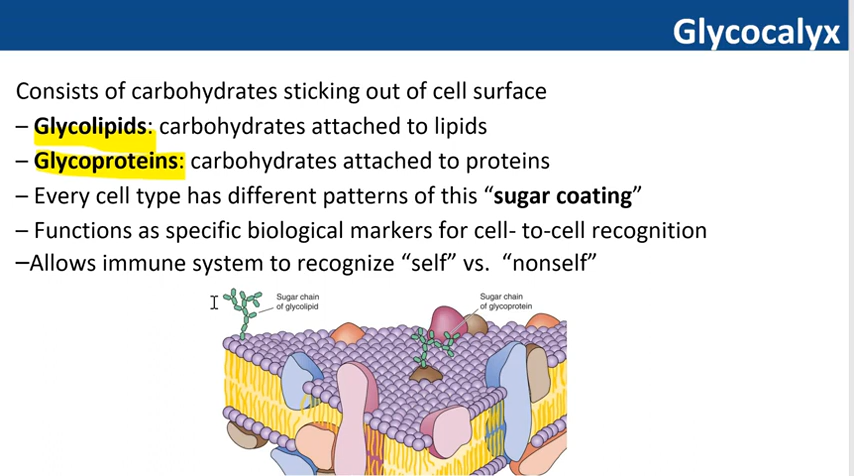 Glycocalyx
Consists of carbohydrates sticking out of cell surface
– Glycolipids: carbohydrates attached to lipids
– Glycoproteins: carbohydrates attached to proteins
– Every cell type has different patterns of this “sugar coating”
– Functions as specific biological markers for cell- to-cell recognition
–Allows immune system to recognize “self” vs. “nonself”
Sugar chain
of glycolipid
Sugar chain
of glycoprotein